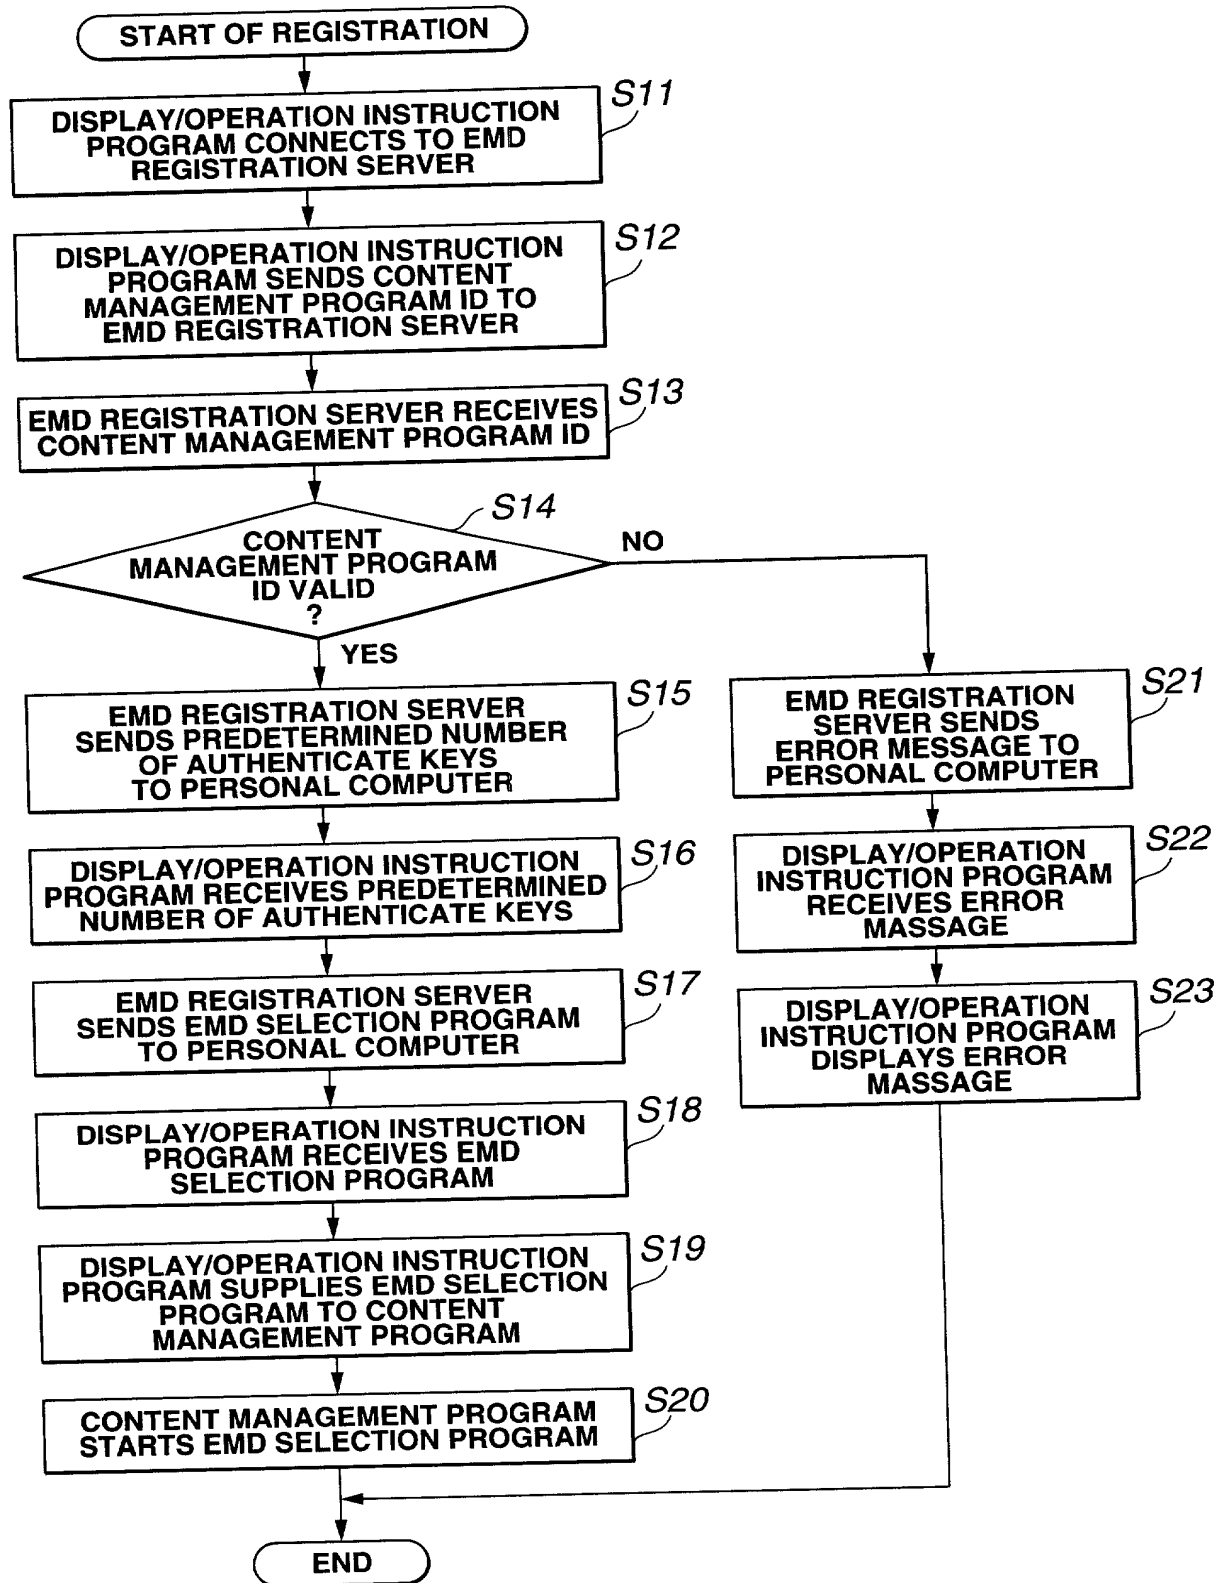 START OF REGISTRATION
S11
DISPLAY/OPERATION INSTRUCTION
PROGRAM CONNECTS TO EMD
REGISTRATION SERVER
S12
DISPLAY/OPERATION INSTRUCTION
PROGRAM SENDS CONTENT
MANAGEMENT PROGRAM ID TO
EMD REGISTRATION SERVER
S13
EMD REGISTRATION SERVER RECEIVES
CONTENT MANAGEMENT PROGRAM ID
S14
CONTENT
MANAGEMENT PROGRAM
ID VALID
?
NO
YES
S15
EMD REGISTRATION SERVER
SENDS PREDETERMINED NUMBER
OF AUTHENTICATE KEYS
TO PERSONAL COMPUTER
S16
DISPLAY/OPERATION INSTRUCTION
PROGRAM RECEIVES PREDETERMINED
NUMBER OF AUTHENTICATE KEYS
S17
EMD REGISTRATION SERVER
SENDS EMD SELECTION PROGRAM
TO PERSONAL COMPUTER
S18
DISPLAY/OPERATION INSTRUCTION
PROGRAM RECEIVES EMD
SELECTION PROGRAM
S19
DISPLAY/OPERATION INSTRUCTION
PROGRAM SUPPLIES EMD SELECTION
PROGRAM TO CONTENT
MANAGEMENT PROGRAM
S20
CONTENT MANAGEMENT PROGRAM
STARTS EMD SELECTION PROGRAM
S21
EMD REGISTRATION
SERVER SENDS
ERROR MESSAGE TO
PERSONAL COMPUTER
S22
DISPLAY/OPERATION
INSTRUCTION PROGRAM
RECEIVES ERROR
MASSAGE
S23
DISPLAY/OPERATION
INSTRUCTION PROGRAM
DISPLAYS ERROR
MASSAGE
END